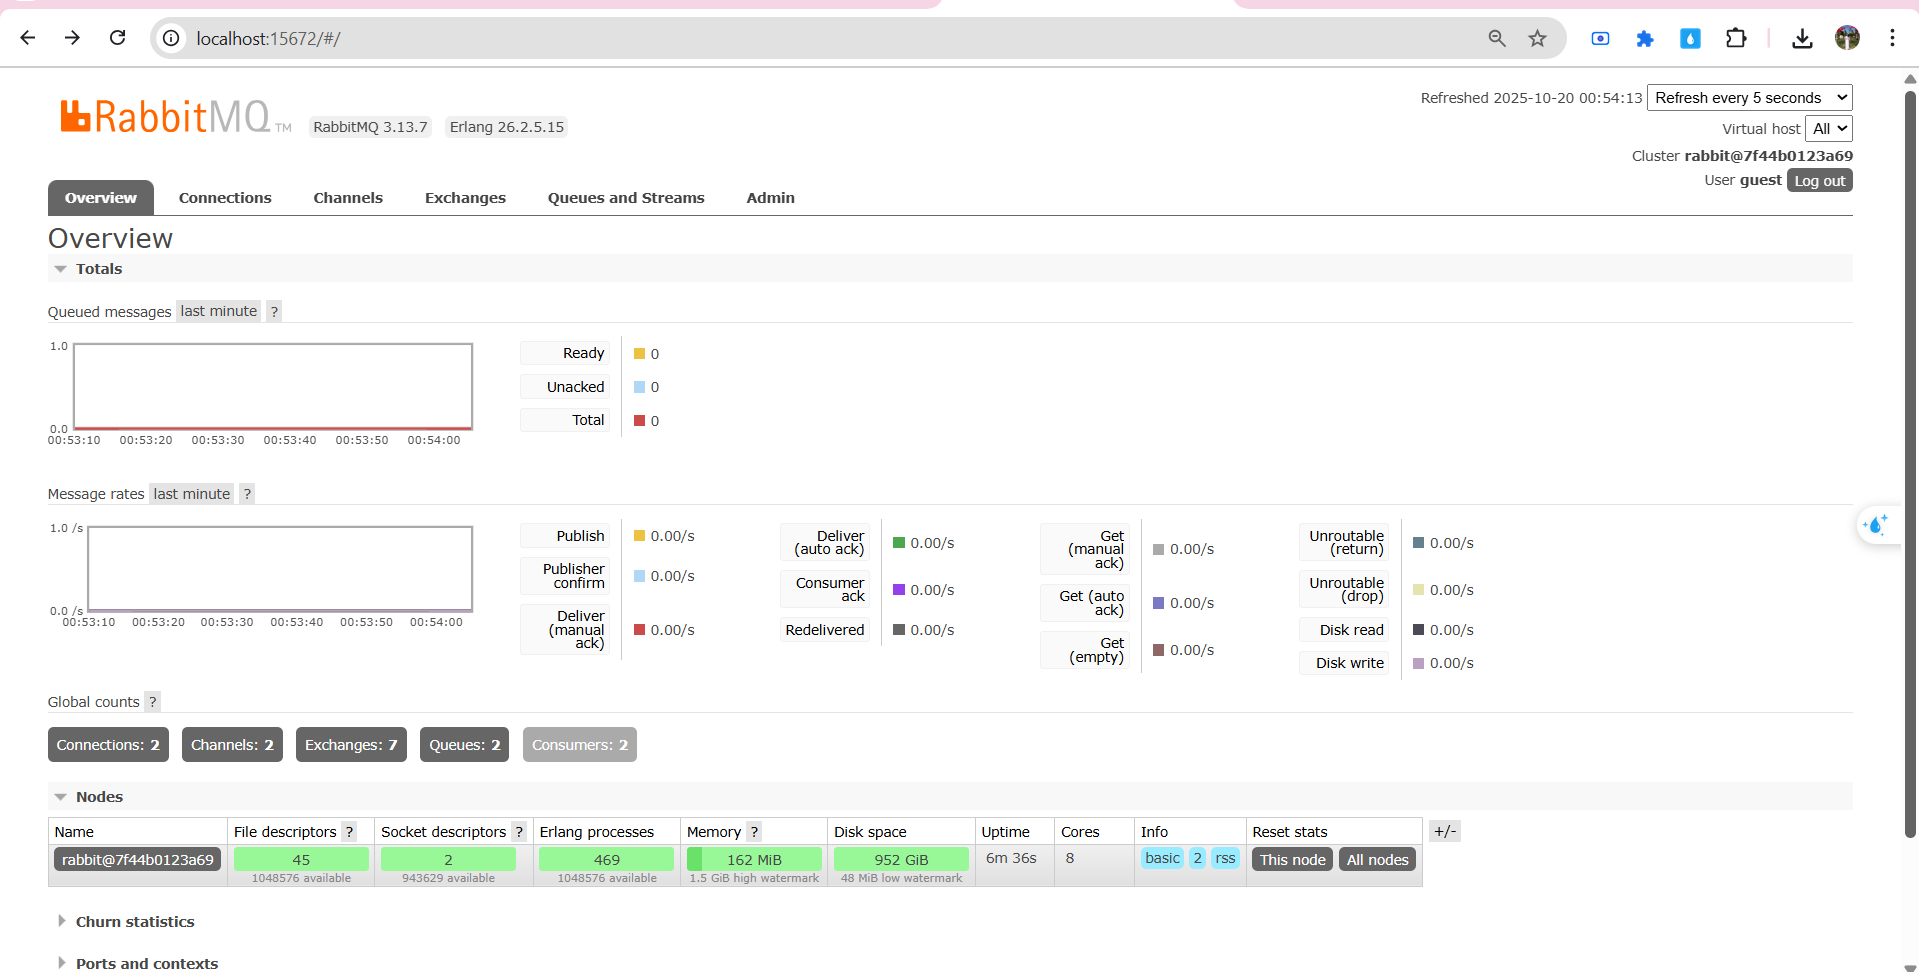 localhost:15672/#/
RabbitMQ TM RabbitMQ 3.13.7 Erlang 26.2.5.15
Refreshed 2025-10-20 00:54:13 Refresh every 5 seconds
Virtual host All
Cluster rabbit@7f44b0123a69
User guest Log out
Overview Connections Channels Exchanges Queues and Streams Admin
Overview
Totals
Queued messages last minute ?
1.0
0.0
00:53:10 00:53:20 00:53:30 00:53:40 00:53:50 00:54:00
Ready 0
Unacked 0
Total 0
Message rates last minute ?
1.0 /s
0.0 /s
00:53:10 00:53:20 00:53:30 00:53:40 00:53:50 00:54:00
Publish 0.00/s
Publisher
confirm 0.00/s
Deliver
(manual
ack) 0.00/s
Deliver
(auto ack) 0.00/s
Consumer
ack 0.00/s
Redelivered 0.00/s
Get
(manual
ack) 0.00/s
Get (auto
ack) 0.00/s
Get
(empty) 0.00/s
Unroutable
(return) 0.00/s
Unroutable
(drop) 0.00/s
Disk read 0.00/s
Disk write 0.00/s
Global counts ?
Connections: 2 Channels: 2 Exchanges: 7 Queues: 2 Consumers: 2
Nodes
Name File descriptors ? Socket descriptors ? Erlang processes Memory ? Disk space Uptime Cores Info Reset stats +/-
rabbit@7f44b0123a69 45 2 469 162 MiB 952 GiB 6m 36s 8 basic 2 rss This node All nodes
1048576 available 943629 available 1048576 available 1.5 GiB high watermark 48 MiB low watermark
Churn statistics
Ports and contexts